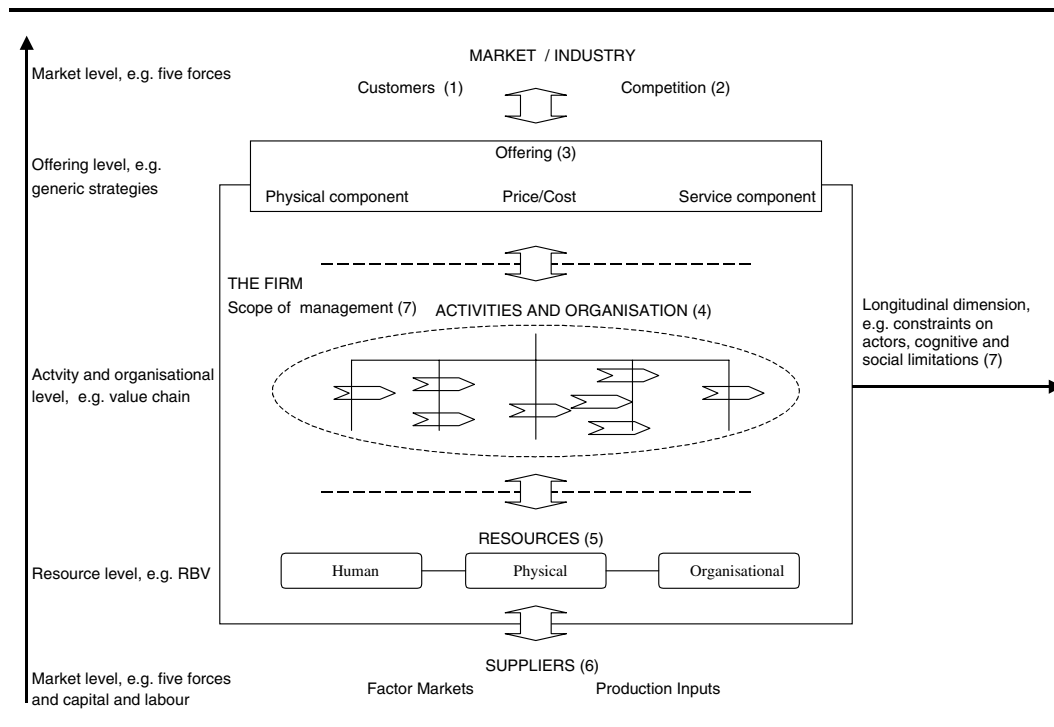 MARKET / INDUSTRY
Market level, e.g. five forces
Customers (1)
Competition (2)
Offering (3)
Offering level, e.g.
generic strategies
Physical component
Price/Cost
Service component
THE FIRM
Scope of management (7)
ACTIVITIES AND ORGANISATION (4)
Longitudinal dimension,
e.g. constraints on
actors, cognitive and
social limitations (7)
Actvity and organisational
level, e.g. value chain
RESOURCES (5)
Resource level, e.g. RBV
Human
Physical
Organisational
SUPPLIERS (6)
Market level, e.g. five forces
and capital and labour
Factor Markets
Production Inputs